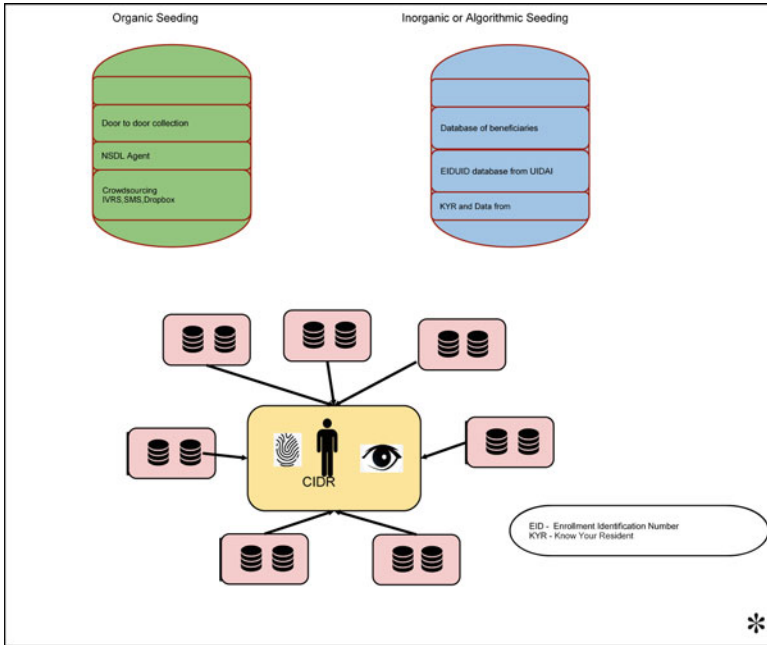 Organic Seeding
Inorganic or Algorithmic Seeding
Door to door collection
NSDL Agent
Crowdsourcing
IVRS,SMS,Dropbox
Database of beneficiaries
EIDUID database from UIDAI
KYR and Data from
CIDR
EID - Enrollment Identification Number
KYR - Know Your Resident
*